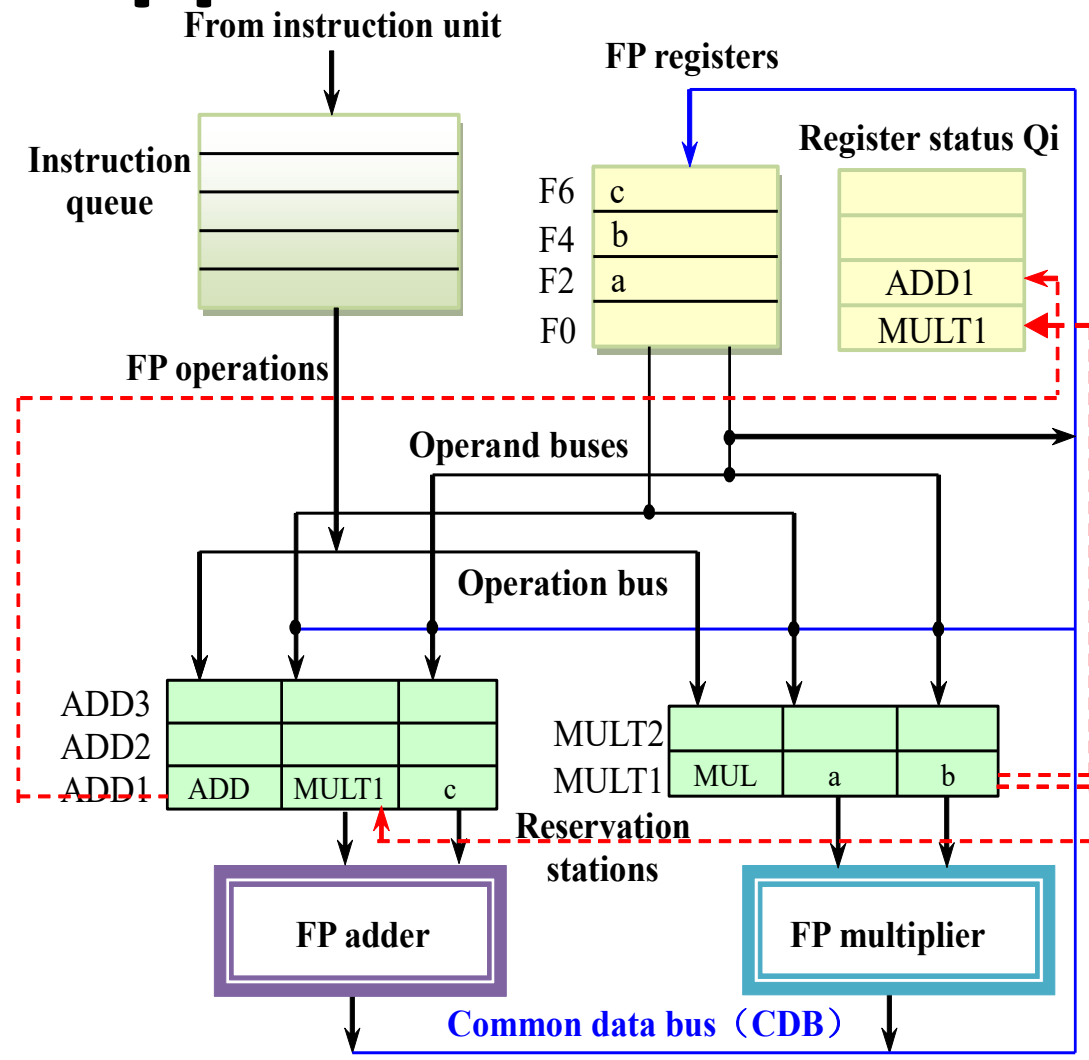 From instruction unit
FP registers
Register status Qi
Instruction
queue
F6 c
F4 b
F2 a
F0
ADD1
MULT1
FP operations
Operand buses
Operation bus
ADD3
ADD2
ADD1 ADD MULT1 c
MULT2
MULT1 MUL a b
Reservation
stations
FP adder
FP multiplier
Common data bus（CDB）